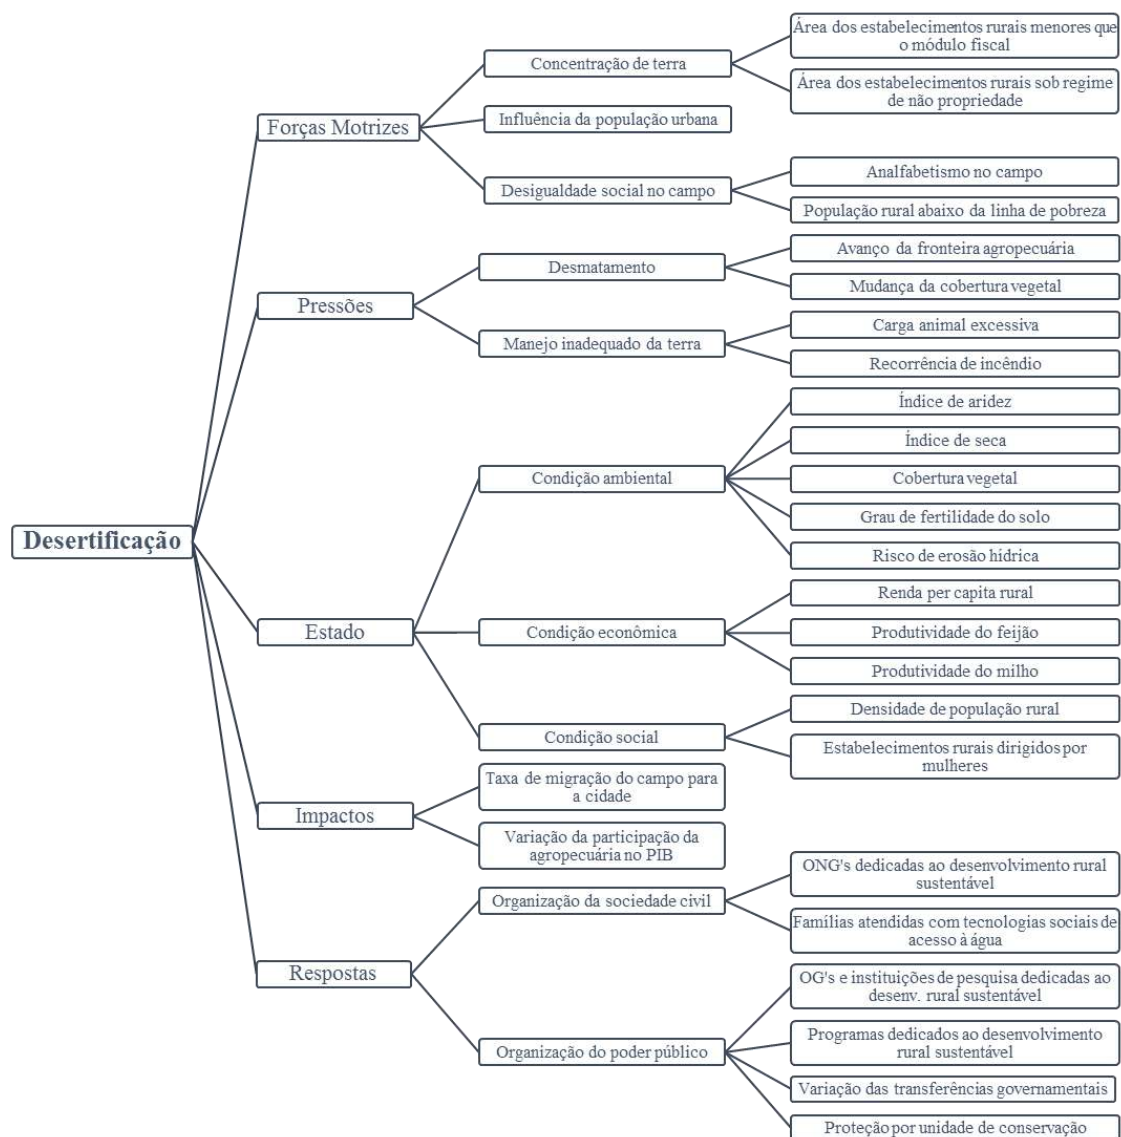 Desertificação
Forças Motrizes
Concentração de terra
Área dos estabelecimentos rurais menores que
o módulo fiscal
Área dos estabelecimentos rurais sob regime
de não propriedade
Influência da população urbana
Desigualdade social no campo
Analfabetismo no campo
População rural abaixo da linha de pobreza
Pressões
Desmatamento
Avanço da fronteira agropecuária
Mudança da cobertura vegetal
Manejo inadequado da terra
Carga animal excessiva
Recorrência de incêndio
Estado
Condição ambiental
Índice de aridez
Índice de seca
Cobertura vegetal
Grau de fertilidade do solo
Risco de erosão hídrica
Condição econômica
Renda per capita rural
Produtividade do feijão
Produtividade do milho
Condição social
Densidade de população rural
Estabelecimentos rurais dirigidos por
mulheres
Impactos
Taxa de migração do campo para
a cidade
Variação da participação da
agropecuária no PIB
Respostas
Organização da sociedade civil
ONG's dedicadas ao desenvolvimento rural
sustentável
Famílias atendidas com tecnologias sociais de
acesso à água
Organização do poder público
OG's e instituições de pesquisa dedicadas ao
desenv. rural sustentável
Programas dedicados ao desenvolvimento
rural sustentável
Variação das transferências governamentais
Proteção por unidade de conservação